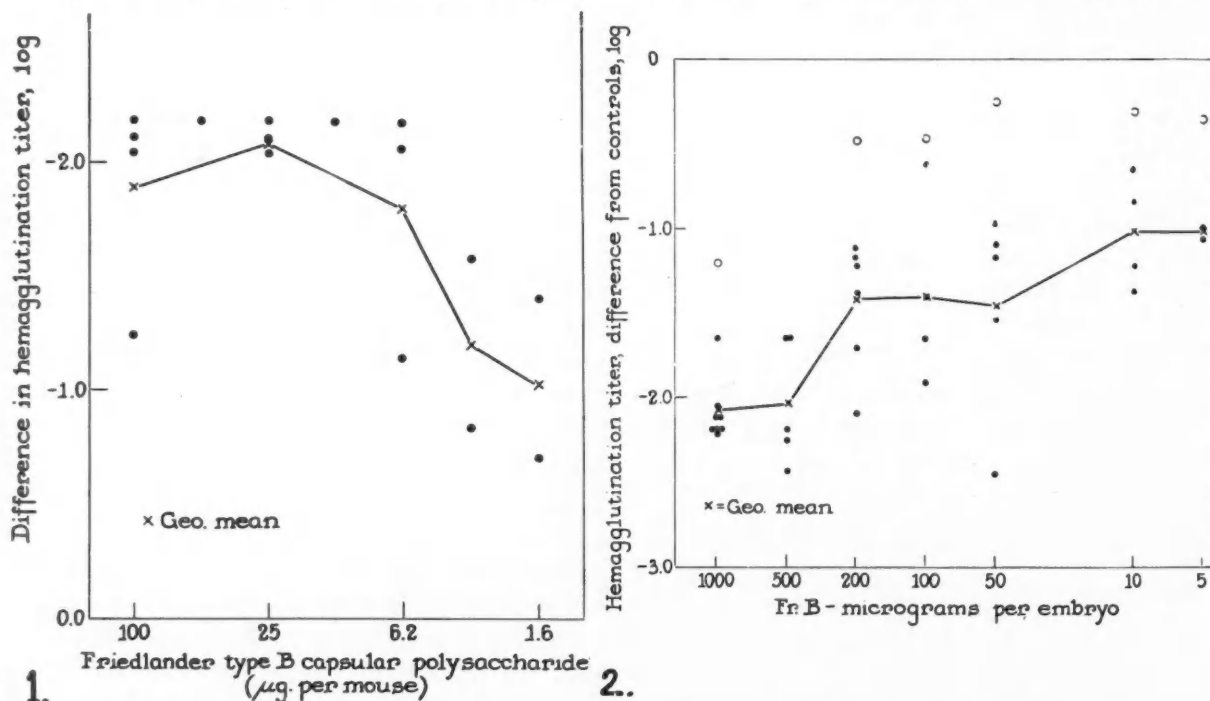 Difference in hemagglutination titer, log
-2.0
-1.0
0.0
× Geo. mean
100 25 6.2 1.6
Friedlander type B capsular polysaccharide
(µg. per mouse)
1.
Hemagglutination titer, difference from controls, log
0
-1.0
-2.0
-3.0
×=Geo. mean
1000 500 200 100 50 10 5
Fr. B - micrograms per embryo
2..